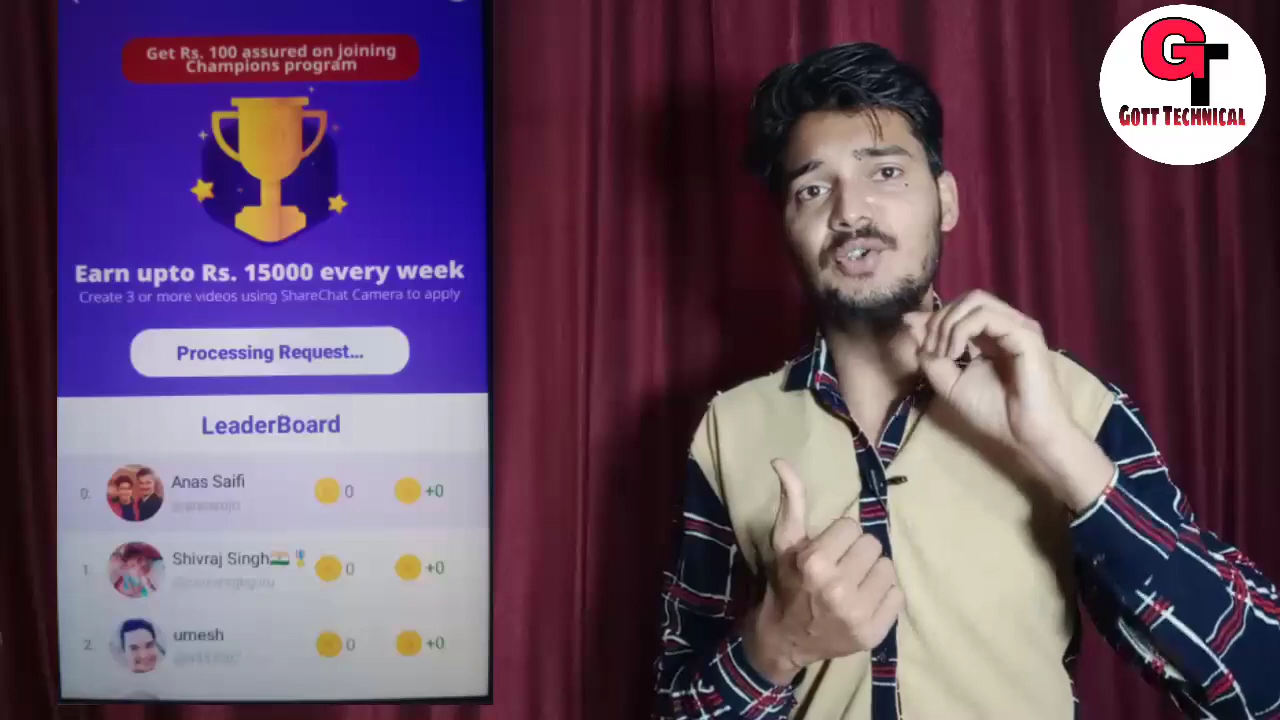 Get Rs. 100 assured on joining
Champions program
Earn upto Rs. 15000 every week
Create 3 or more videos using ShareChat Camera to apply
Processing Request...
LeaderBoard
0.
Anas Saifi
0
+0
1.
Shivraj Singh
0
+0
2.
umesh
0
+0
GT
GOTT TECHNICAL